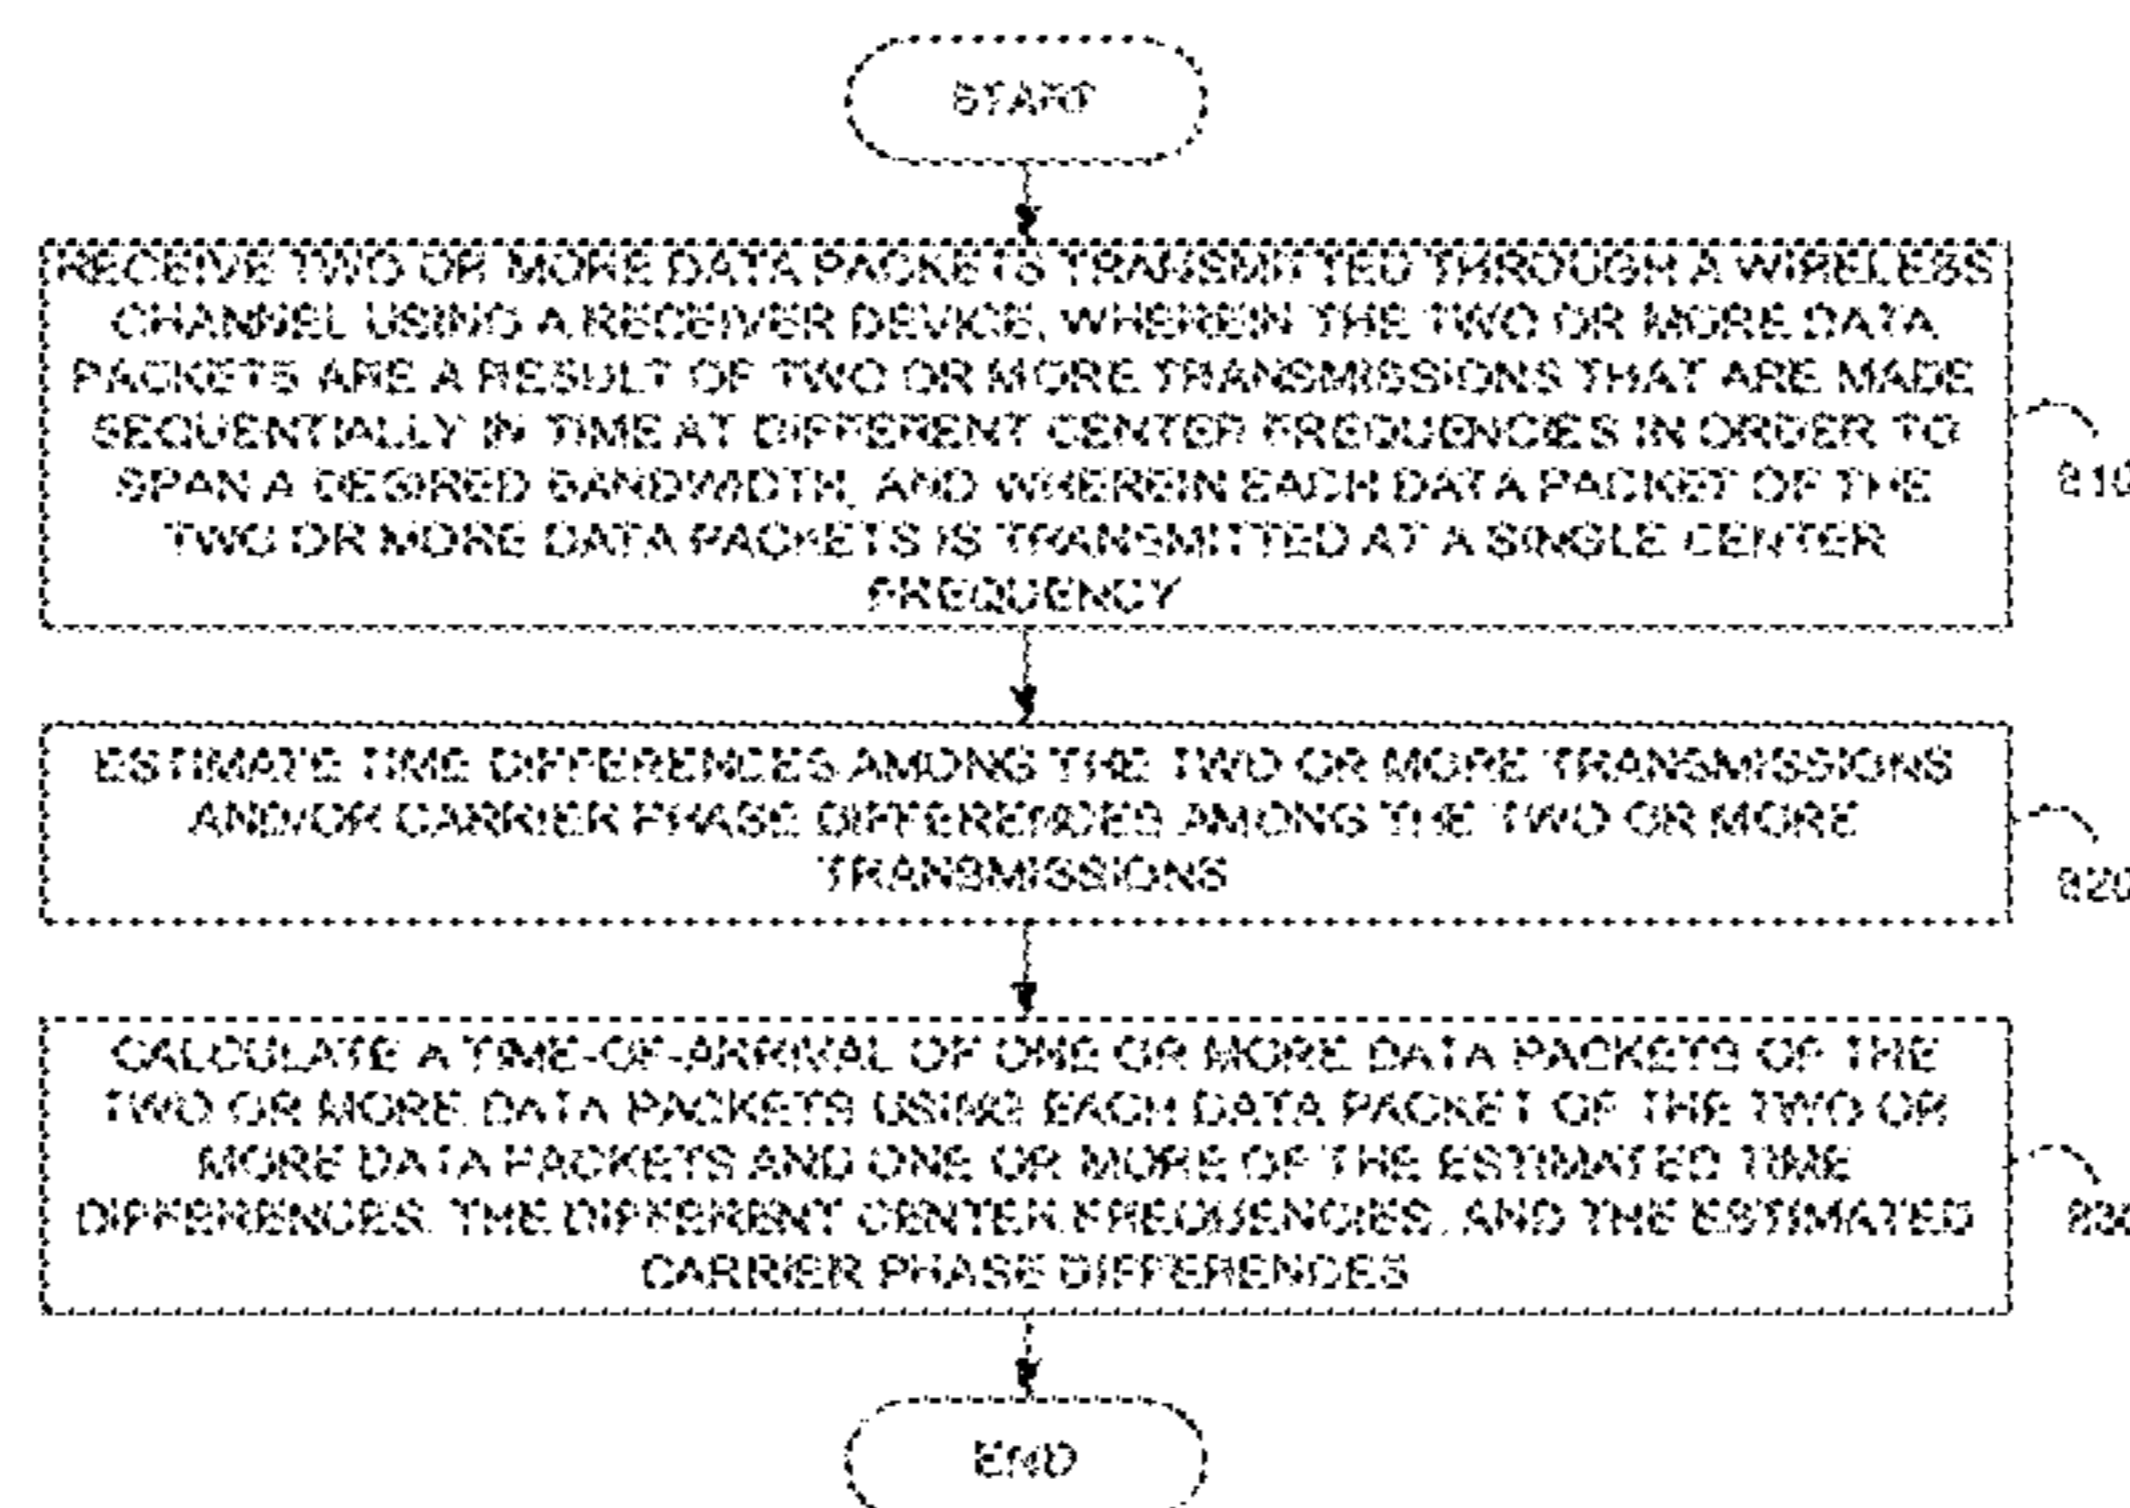 START
RECEIVE TWO OR MORE DATA PACKETS TRANSMITTED THROUGH A WIRELESS
CHANNEL USING A RECEIVER DEVICE, WHEREIN THE TWO OR MORE DATA
PACKETS ARE A RESULT OF TWO OR MORE TRANSMISSIONS THAT ARE MADE
SEQUENTIALLY IN TIME AT DIFFERENT CENTER FREQUENCIES IN ORDER TO
SPAN A DESIRED BANDWIDTH, AND WHEREIN EACH DATA PACKET OF THE
TWO OR MORE DATA PACKETS IS TRANSMITTED AT A SINGLE CENTER
FREQUENCY
810
ESTIMATE TIME DIFFERENCES AMONG THE TWO OR MORE TRANSMISSIONS
AND/OR CARRIER PHASE DIFFERENCES AMONG THE TWO OR MORE
TRANSMISSIONS
820
CALCULATE A TIME-OF-ARRIVAL OF ONE OR MORE DATA PACKETS OF THE
TWO OR MORE DATA PACKETS USING EACH DATA PACKET OF THE TWO OR
MORE DATA PACKETS AND ONE OR MORE OF THE ESTIMATED TIME
DIFFERENCES, THE DIFFERENT CENTER FREQUENCIES, AND THE ESTIMATED
CARRIER PHASE DIFFERENCES
830
END